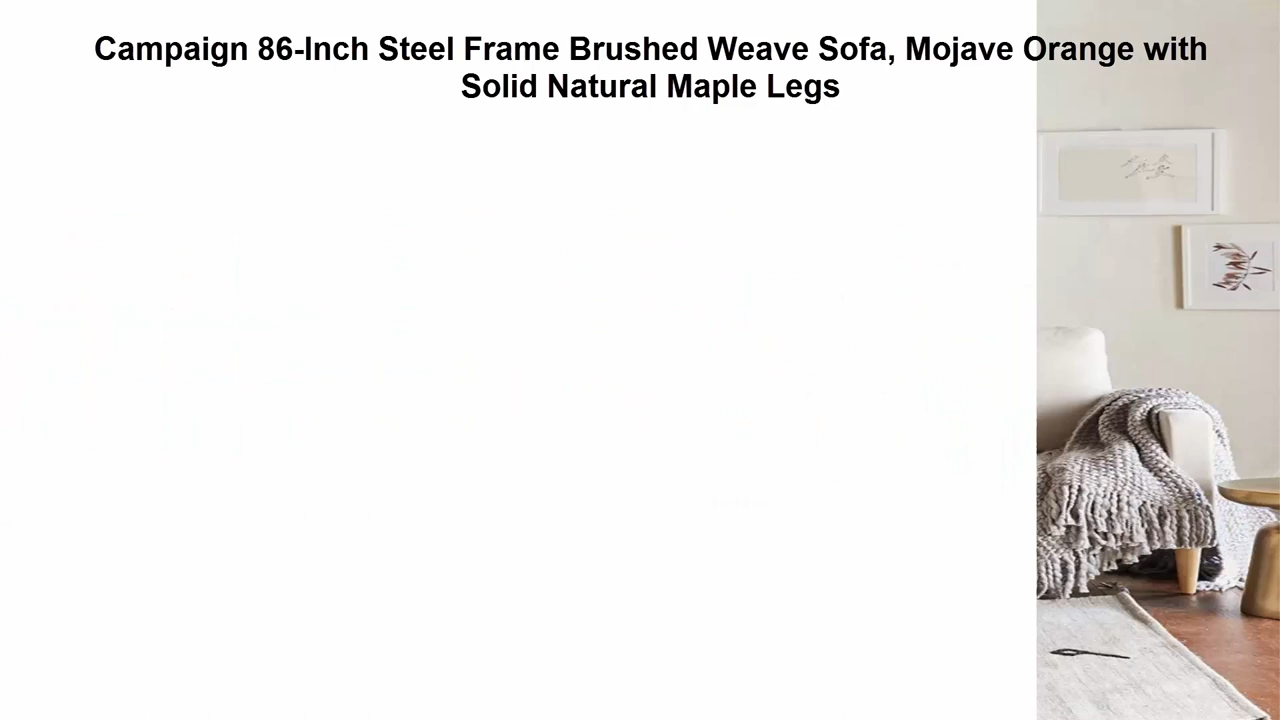 Campaign 86-Inch Steel Frame Brushed Weave Sofa, Mojave Orange with
Solid Natural Maple Legs